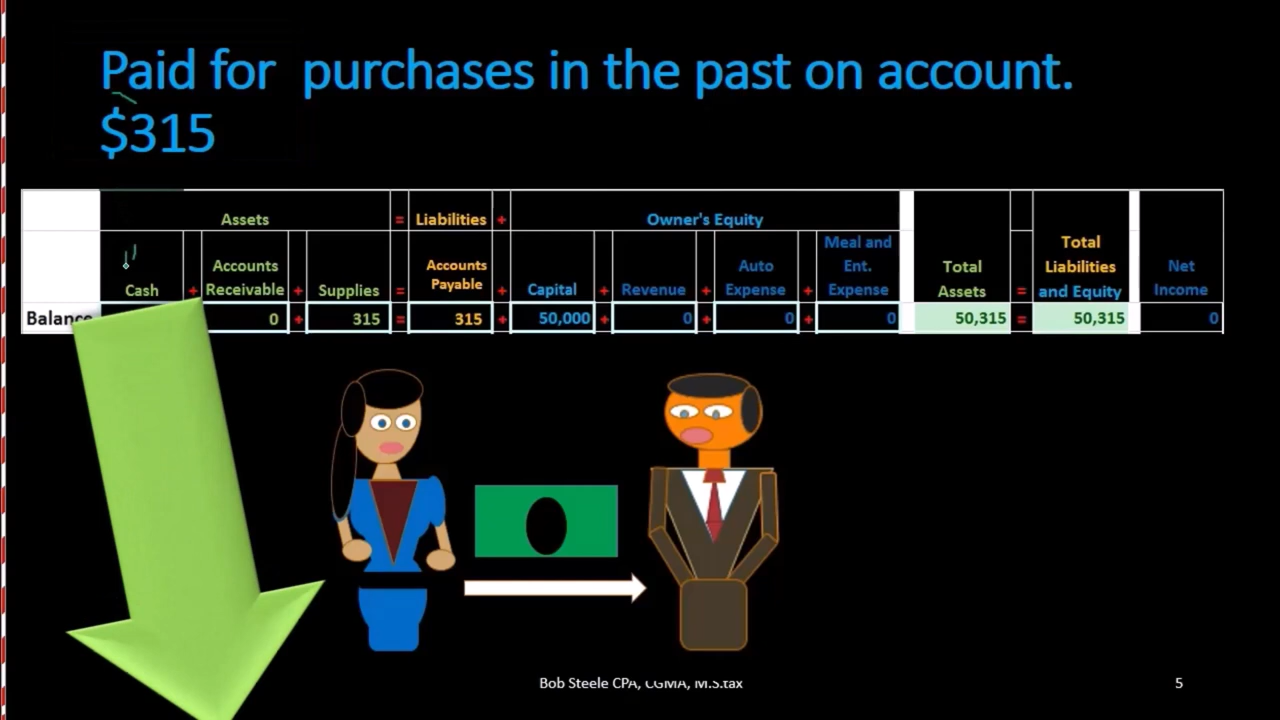 Paid for purchases in the past on account.
$315
Assets = Liabilities + Owner's Equity
Cash + Accounts Receivable + Supplies = Accounts Payable + Capital + Revenue + Auto Expense + Meal and Ent. Expense Total Assets = Total Liabilities and Equity Net Income
Balance 0 + 315 = 315 + 50,000 + 0 + 0 + 0 50,315 = 50,315 0
Bob Steele CPA, CGMA, M.S.tax
5